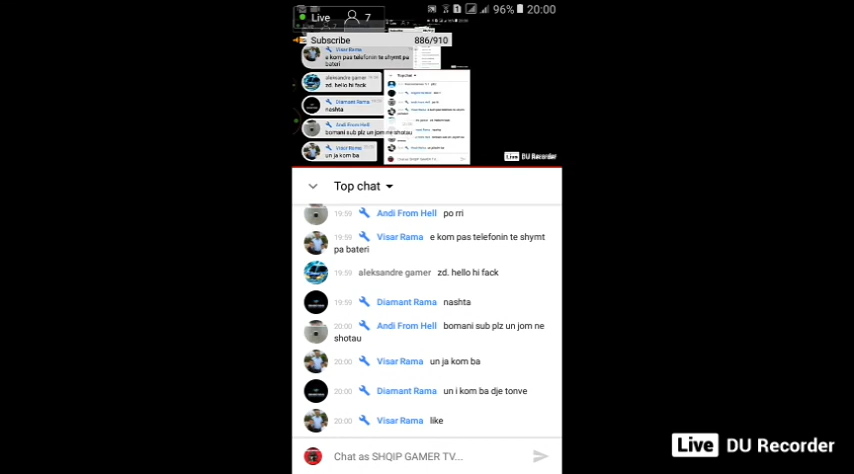 Live 7
96% 20:00
Subscribe 886/910
Visar Rama
e kom pas telefonin te shymt pa
bateri
aleksandre gamer
zd. hello hi fack
Diamant Rama
nashta
Andi From Hell
bomani sub plz un jom ne shotau
Visar Rama
un ja kom ba
Top chat
Live DU Recorder
Top chat
19:59 Andi From Hell po rri
19:59 Visar Rama e kom pas telefonin te shymt
pa bateri
19:59 aleksandre gamer zd. hello hi fack
19:59 Diamant Rama nashta
20:00 Andi From Hell bomani sub plz un jom ne
shotau
20:00 Visar Rama un ja kom ba
20:00 Diamant Rama un i kom ba dje tonve
20:00 Visar Rama like
Chat as SHQIP GAMER TV...
Live DU Recorder